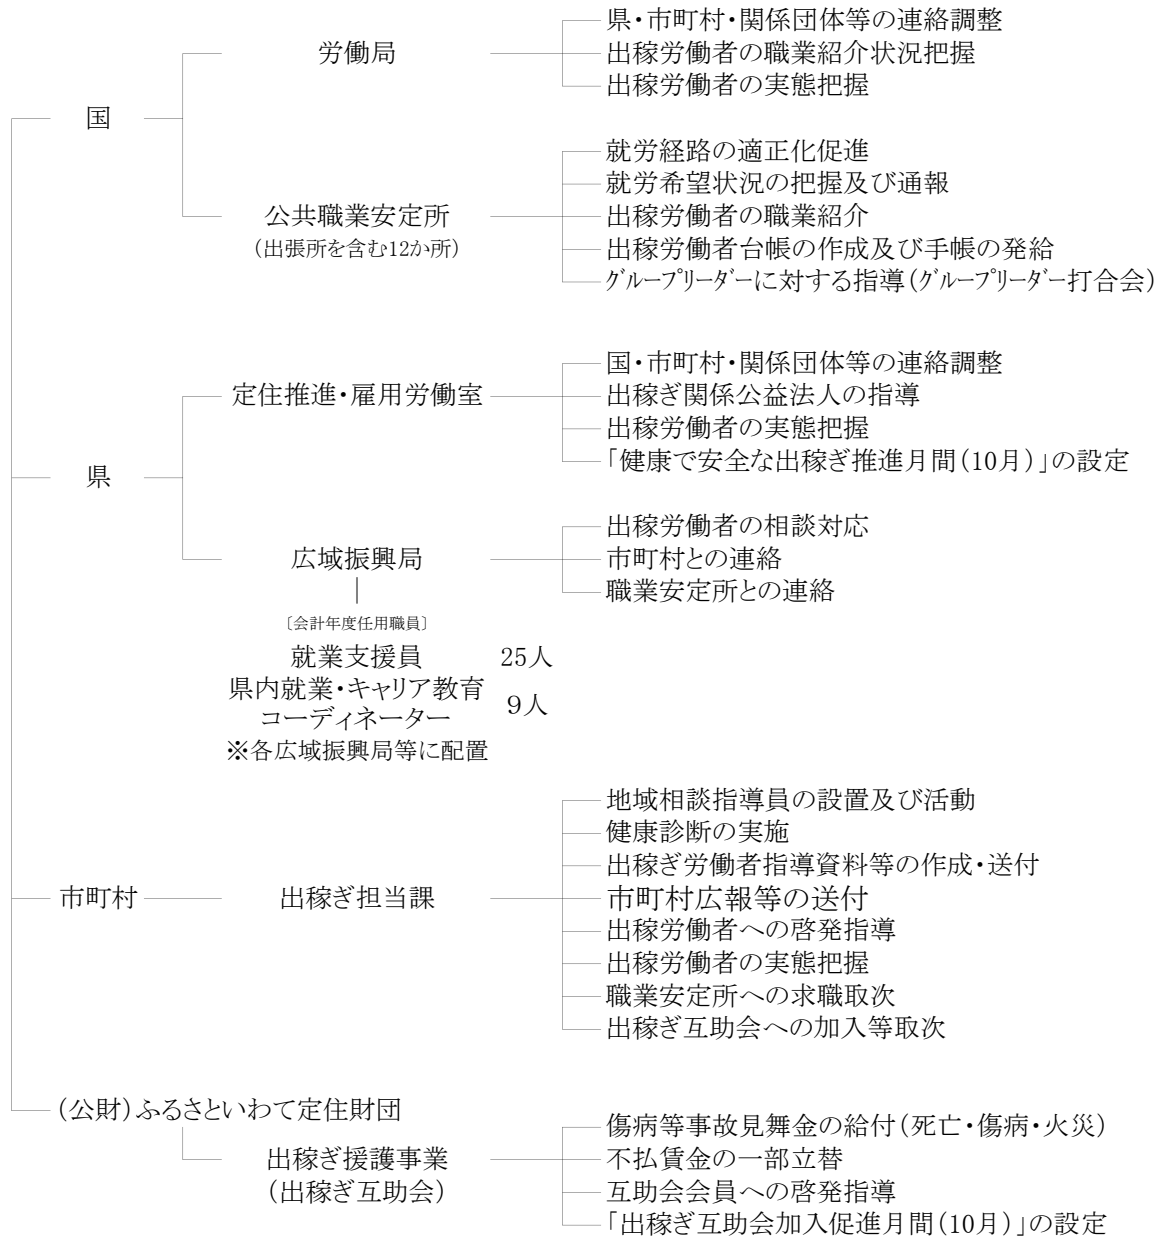 国
労働局
県・市町村・関係団体等の連絡調整
出稼労働者の職業紹介状況把握
出稼労働者の実態把握
公共職業安定所
(出張所を含む12か所)
就労経路の適正化促進
就労希望状況の把握及び通報
出稼労働者の職業紹介
出稼労働者台帳の作成及び手帳の発給
ｸﾞﾙｰﾌﾟﾘｰﾀﾞｰに対する指導(ｸﾞﾙｰﾌﾟﾘｰﾀﾞｰ打合会)
県
定住推進・雇用労働室
国・市町村・関係団体等の連絡調整
出稼ぎ関係公益法人の指導
出稼労働者の実態把握
「健康で安全な出稼ぎ推進月間(10月)」の設定
広域振興局
出稼労働者の相談対応
市町村との連絡
職業安定所との連絡
〔会計年度任用職員〕
就業支援員 25人
県内就業・キャリア教育
コーディネーター 9人
※各広域振興局等に配置
市町村
出稼ぎ担当課
地域相談指導員の設置及び活動
健康診断の実施
出稼ぎ労働者指導資料等の作成・送付
市町村広報等の送付
出稼労働者への啓発指導
出稼労働者の実態把握
職業安定所への求職取次
出稼ぎ互助会への加入等取次
(公財)ふるさといわて定住財団
出稼ぎ援護事業
(出稼ぎ互助会)
傷病等事故見舞金の給付(死亡・傷病・火災)
不払賃金の一部立替
互助会会員への啓発指導
「出稼ぎ互助会加入促進月間(10月)」の設定